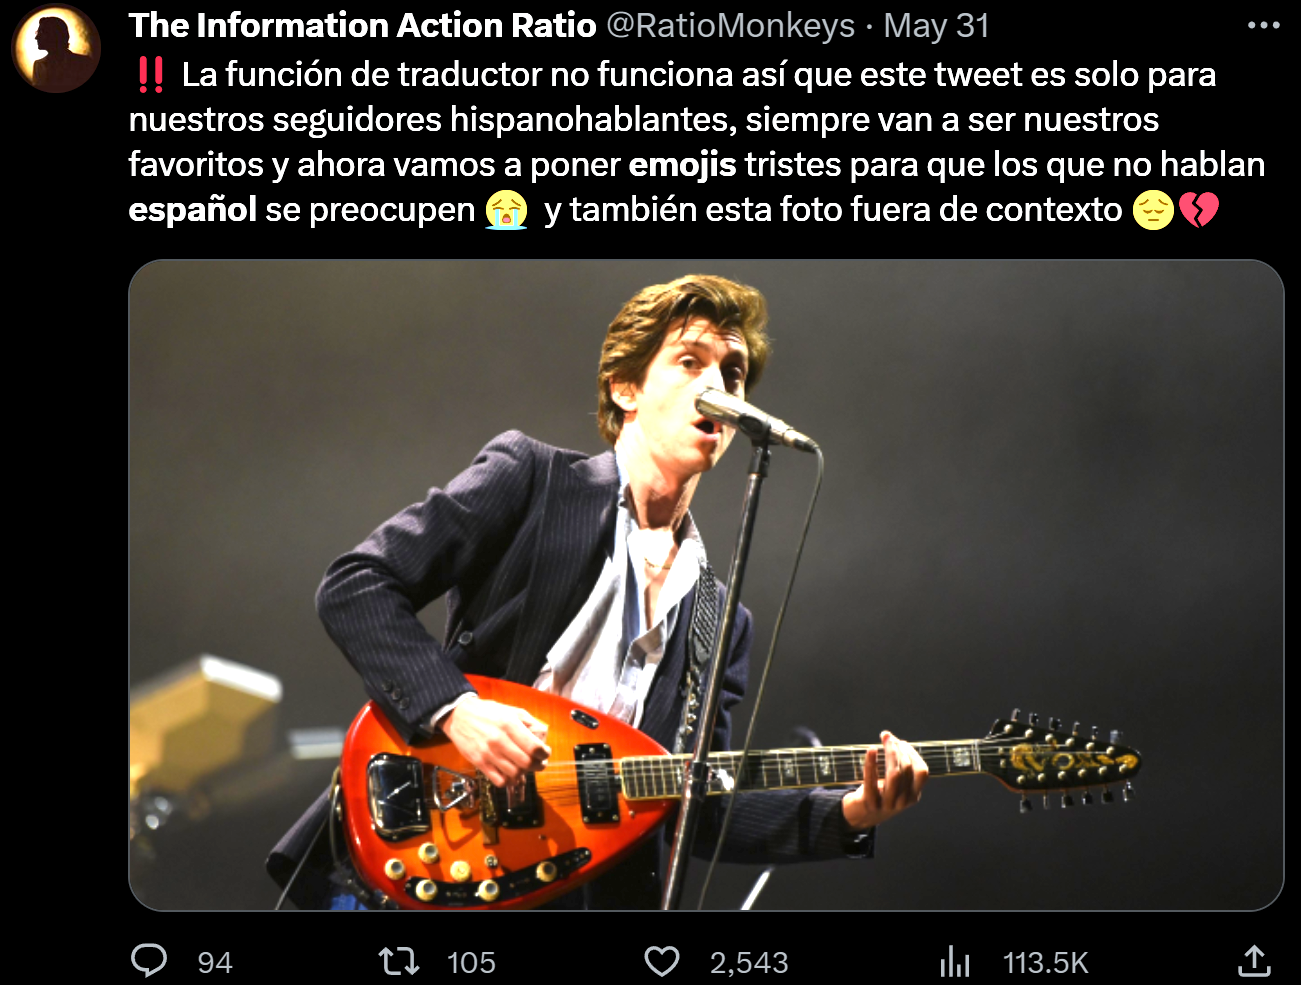 The Information Action Ratio @RatioMonkeys · May 31
‼️ La función de traductor no funciona así que este tweet es solo para
nuestros seguidores hispanohablantes, siempre van a ser nuestros
favoritos y ahora vamos a poner emojis tristes para que los que no hablan
español se preocupen 😭 y también esta foto fuera de contexto 😔💔
VOX
94 105 2,543 113.5K